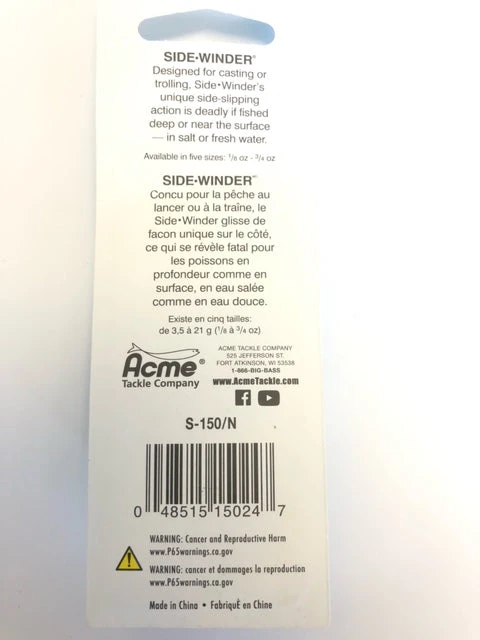 SIDE•WINDER®
Designed for casting or
trolling, Side•Winder's
unique side-slipping
action is deadly if fished
deep or near the surface
— in salt or fresh water.
Available in five sizes: 1/8 oz - 3/4 oz
SIDE•WINDER™
Concu pour la pêche au
lancer ou à la traîne, le
Side•Winder glisse de
facon unique sur le côté,
ce qui se révèle fatal pour
les poissons en
profondeur comme en
surface, en eau salée
comme en eau douce.
Existe en cinq tailles:
de 3,5 à 21 g (1/8 à 3/4 oz)
Acme®
Tackle Company
ACME TACKLE COMPANY
525 JEFFERSON ST.
FORT ATKINSON, WI 53538
1-866-BIG-BASS
www.AcmeTackle.com
S-150/N
0 48515 15024 7
WARNING: Cancer and Reproductive Harm
www.P65warnings.ca.gov
WARNING: cancer et dommages la reproduction
www.P65warnings.ca.gov
Made in China • FabriquÉ en Chine